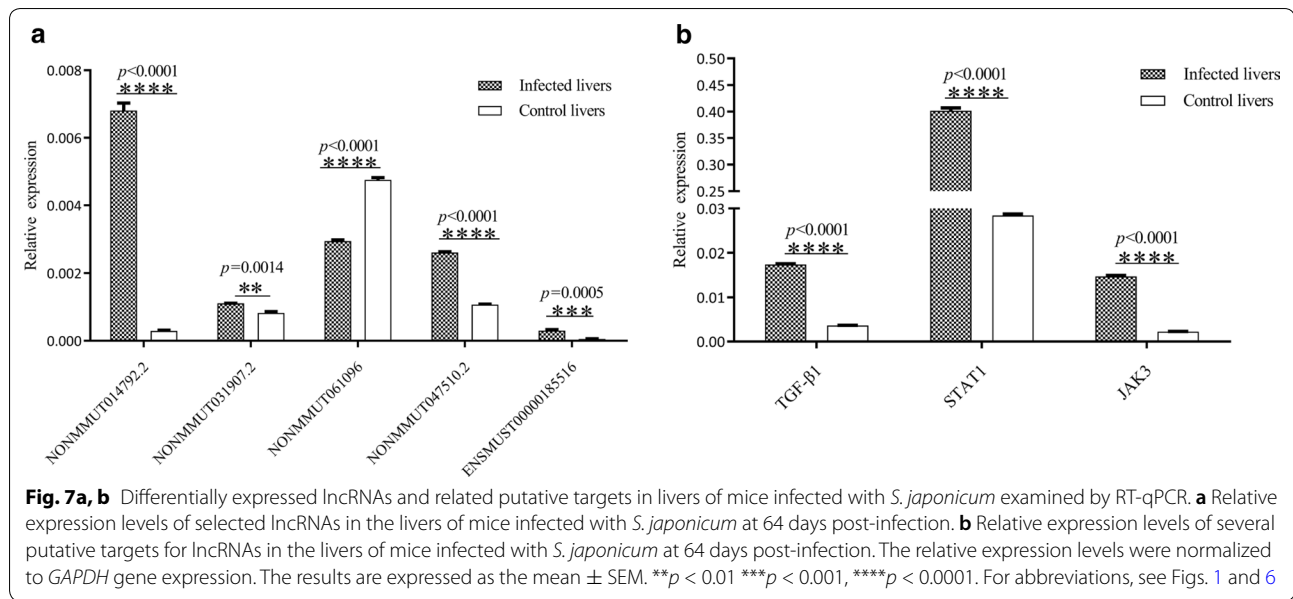 a
0.008
0.006
0.004
0.002
0.000
Relative expression
p<0.0001
****
p=0.0014
**
p<0.0001
****
p<0.0001
****
p=0.0005
***
Infected livers
Control livers
NONMMUT014792.2
NONMMUT031907.2
NONMMUT061096
NONMMUT047510.2
ENSMUST00000185516
b
0.50
0.45
0.40
0.35
0.30
0.25
0.03
0.02
0.01
0.00
Relative expression
p<0.0001
****
p<0.0001
****
p<0.0001
****
Infected livers
Control livers
TGF-β1
STAT1
JAK3
Fig. 7a, b Differentially expressed lncRNAs and related putative targets in livers of mice infected with S. japonicum examined by RT-qPCR. a Relative
expression levels of selected lncRNAs in the livers of mice infected with S. japonicum at 64 days post-infection. b Relative expression levels of several
putative targets for lncRNAs in the livers of mice infected with S. japonicum at 64 days post-infection. The relative expression levels were normalized
to GAPDH gene expression. The results are expressed as the mean ± SEM. **p < 0.01 ***p < 0.001, ****p < 0.0001. For abbreviations, see Figs. 1 and 6